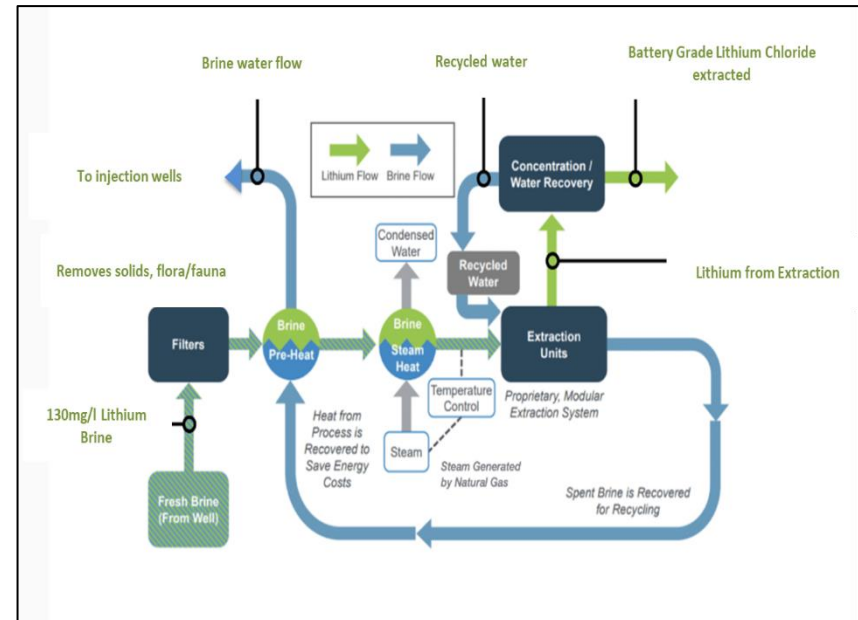 Brine water flow
Recycled water
Battery Grade Lithium Chloride
extracted
To injection wells
Lithium Flow
Brine Flow
Concentration /
Water Recovery
Condensed
Water
Removes solids, flora/fauna
Recycled
Water
Lithium from Extraction
Filters
Brine
Pre-Heat
Brine
Steam
Heat
Extraction
Units
Temperature
Control
Proprietary, Modular
Extraction System
130mg/l Lithium
Brine
Heat from
Process is
Recovered to
Save Energy
Costs
Steam
Steam Generated
by Natural Gas
Fresh Brine
(From Well)
Spent Brine is Recovered
for Recycling